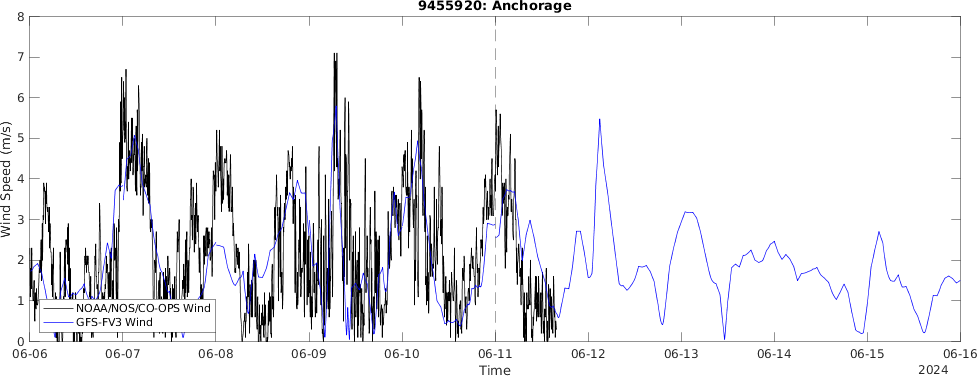 9455920: Anchorage
8
7
6
5
4
3
2
1
0
Wind Speed (m/s)
NOAA/NOS/CO-OPS Wind
GFS-FV3 Wind
06-06 06-07 06-08 06-09 06-10 06-11 06-12 06-13 06-14 06-15 06-16
Time
2024